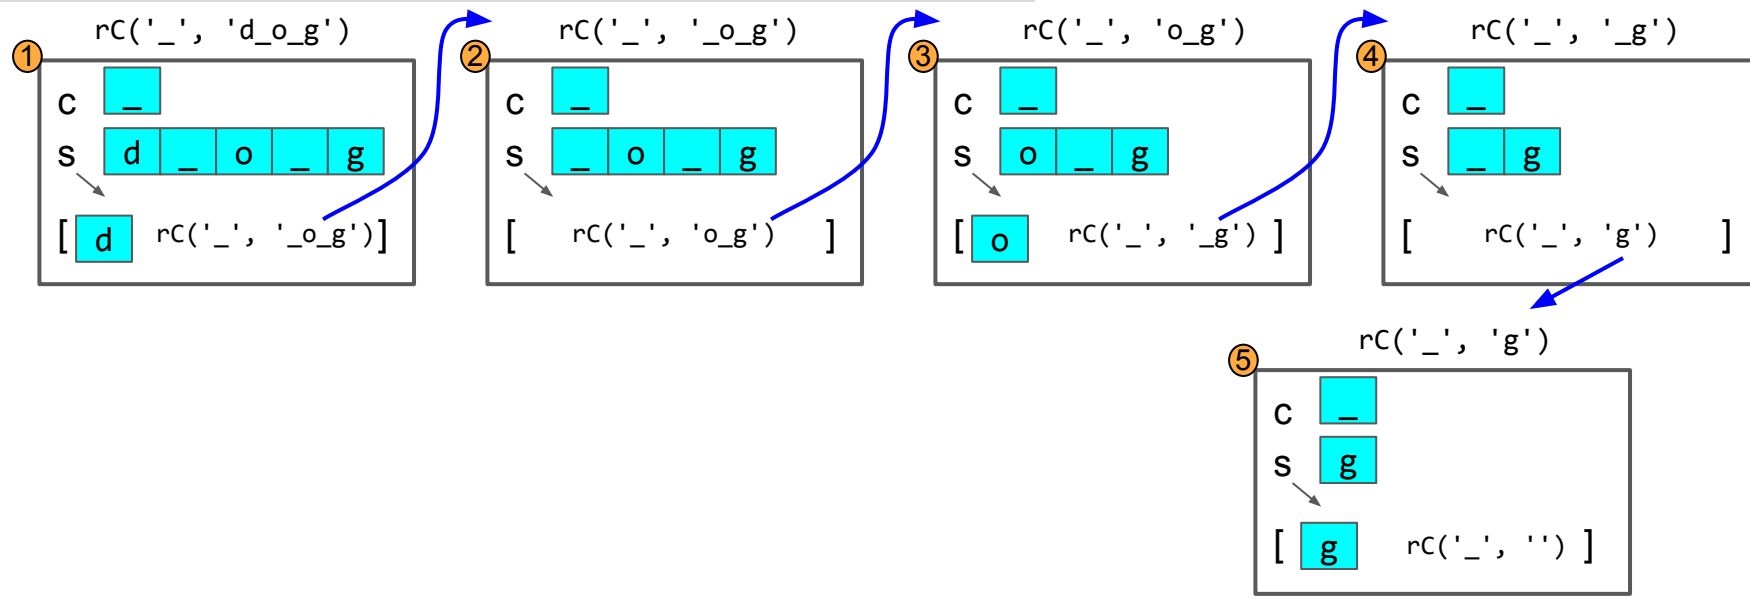 rC('_', 'd_o_g')
1
c _
s d _ o _ g
[ d rC('_', '_o_g')]
rC('_', '_o_g')
2
c _
s _ o _ g
[ rC('_', 'o_g') ]
rC('_', 'o_g')
3
c _
s o _ g
[ o rC('_', '_g') ]
rC('_', '_g')
4
c _
s _ g
[ rC('_', 'g') ]
rC('_', 'g')
5
c _
s g
[ g rC('_', '') ]